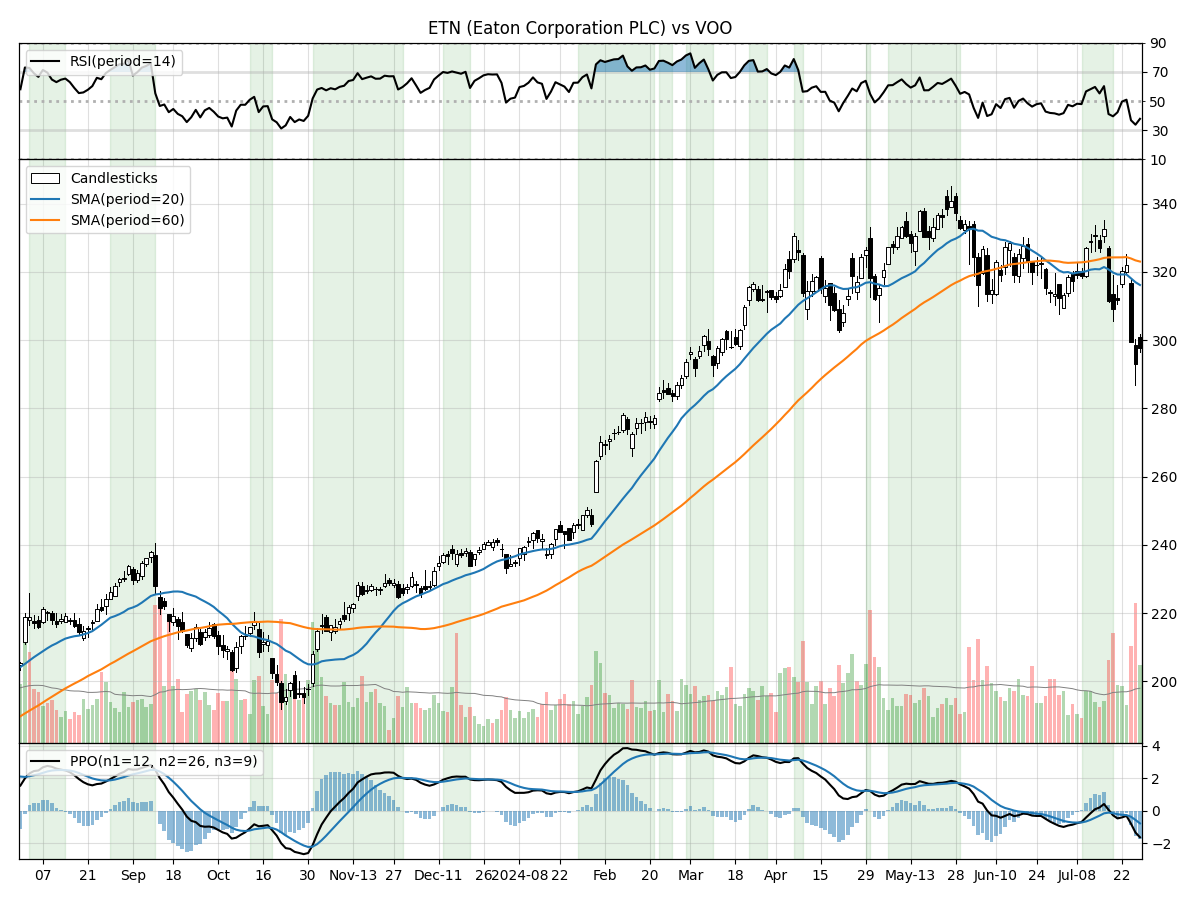 ETN (Eaton Corporation PLC) vs VOO
RSI(period=14)
90
70
50
30
10
Candlesticks
SMA(period=20)
SMA(period=60)
340
320
300
280
260
240
220
200
PPO(n1=12, n2=26, n3=9)
4
2
0
−2
07 21 Sep 18 Oct 16 30 Nov-13 27 Dec-11 26 2024-08 22 Feb 20 Mar 18 Apr 15 29 May-13 28 Jun-10 24 Jul-08 22